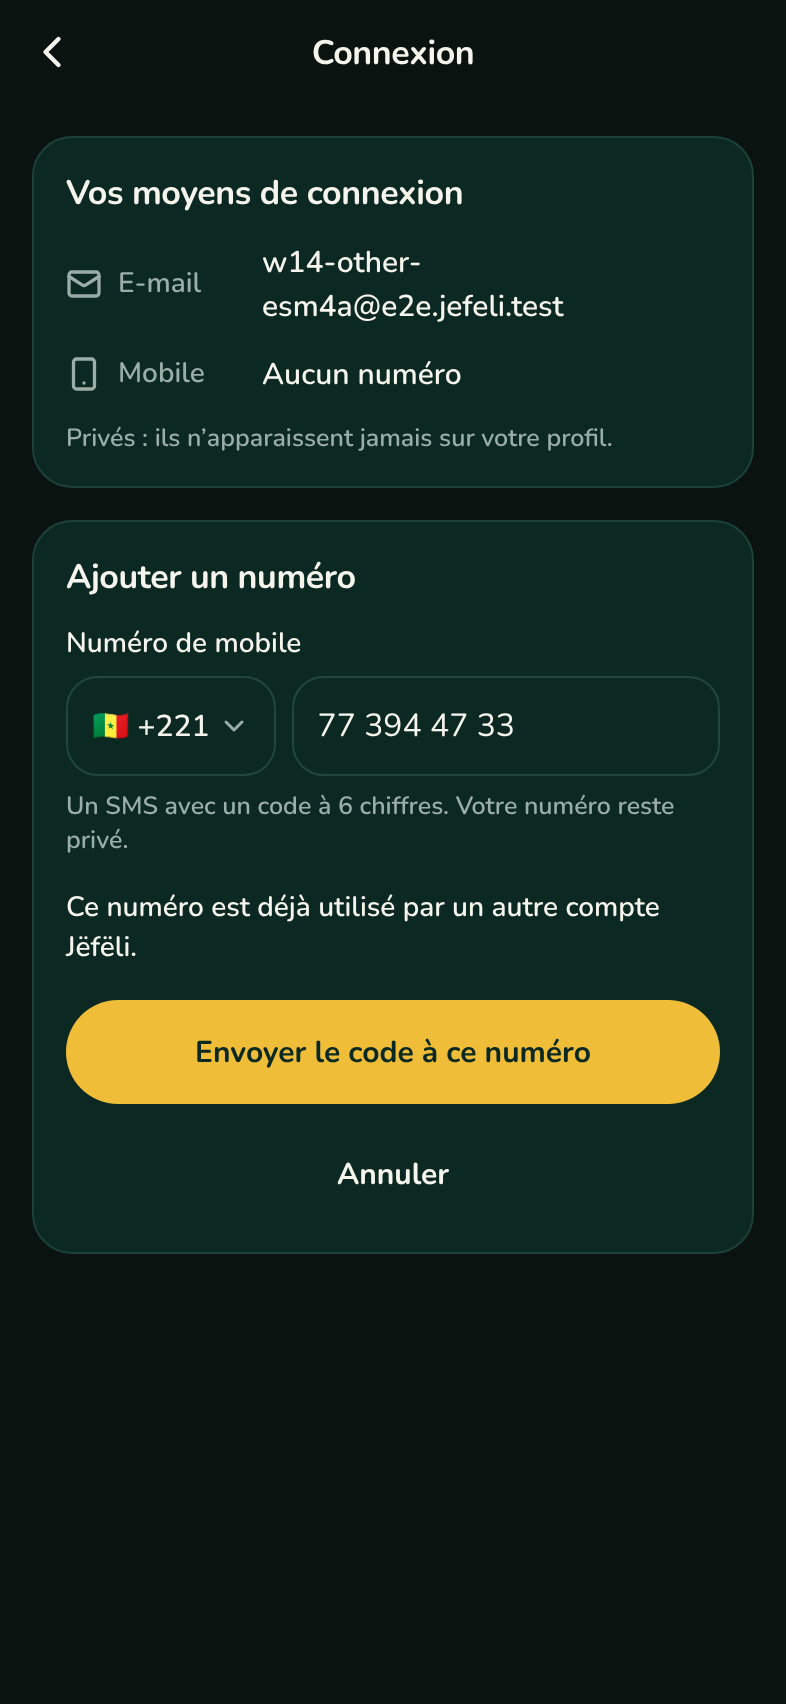 Connexion
Vos moyens de connexion
E-mail
w14-other-
esm4a@e2e.jefeli.test
Mobile
Aucun numéro
Privés : ils n’apparaissent jamais sur votre profil.
Ajouter un numéro
Numéro de mobile
+221
77 394 47 33
Un SMS avec un code à 6 chiffres. Votre numéro reste
privé.
Ce numéro est déjà utilisé par un autre compte
Jëfëli.
Envoyer le code à ce numéro
Annuler